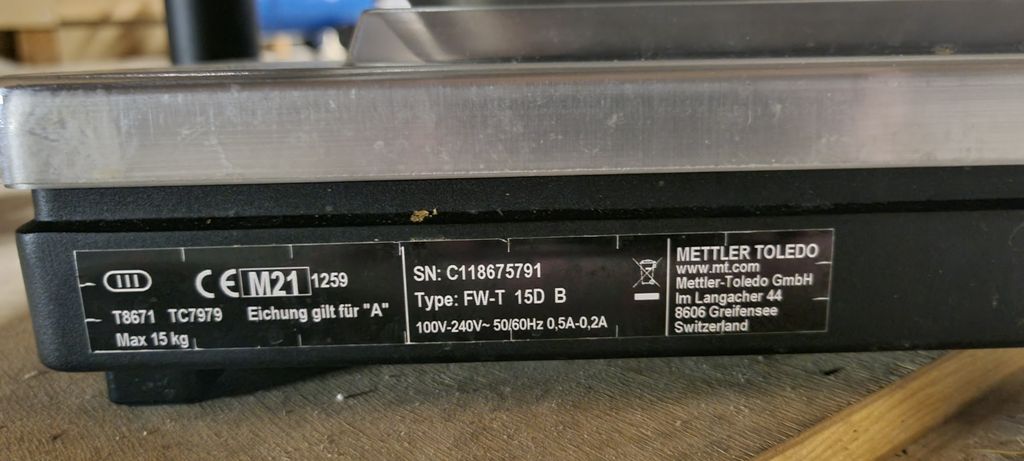 III CE M21 1259
T8671 TC7979 Eichung gilt für "A"
Max 15 kg
SN: C118675791
Type: FW-T 15D B
100V-240V~ 50/60Hz 0,5A-0,2A
METTLER TOLEDO
www.mt.com
Mettler-Toledo GmbH
Im Langacher 44
8606 Greifensee
Switzerland